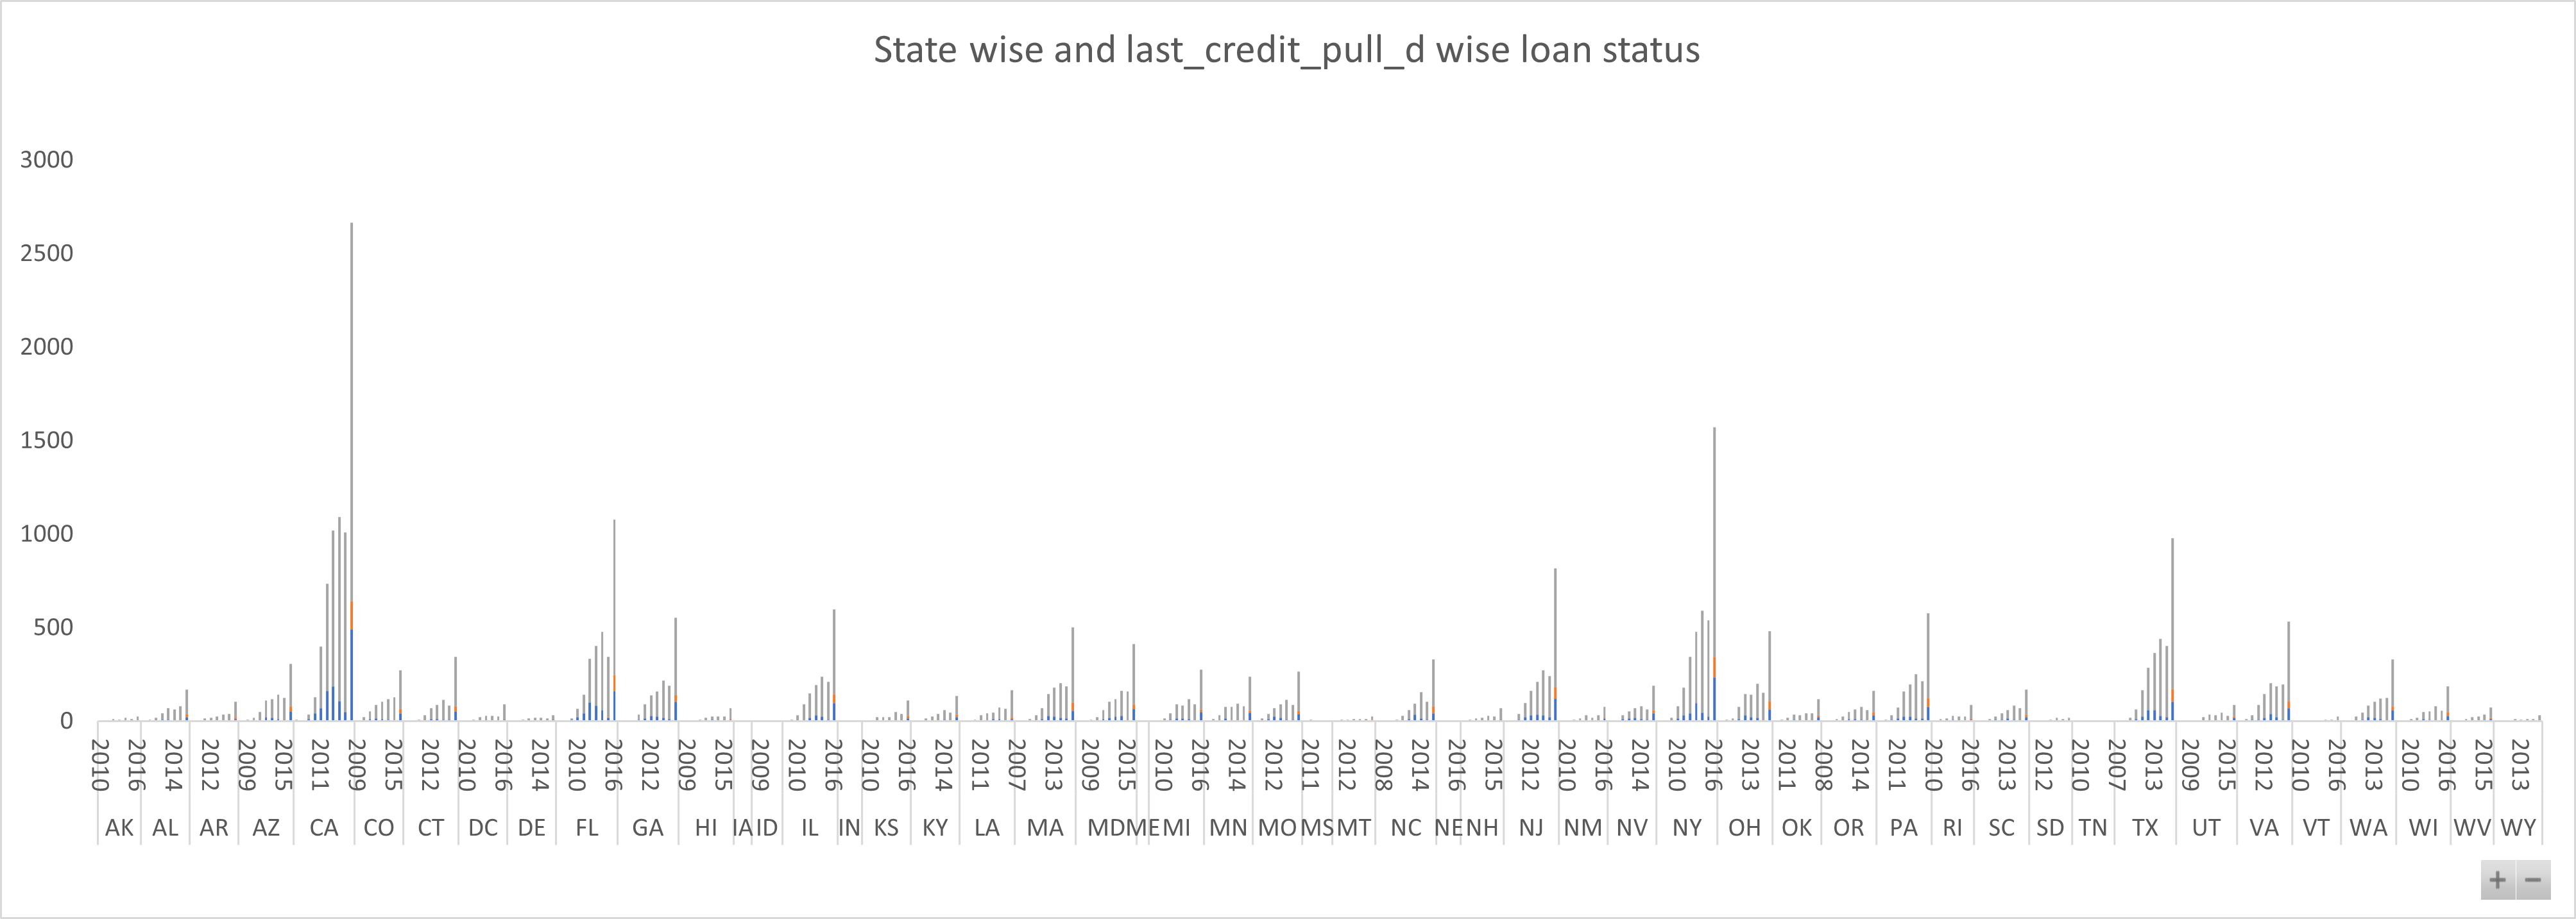 State wise and last_credit_pull_d wise loan status
3000
2500
2000
1500
1000
500
0
2010 2016 2014 2012 2009 2015 2011 2009 2015 2012 2010 2016 2014 2010 2016 2012 2009 2015 2009 2010 2016 2010 2016 2014 2011 2007 2013 2009 2015 2010 2016 2014 2012 2011 2012 2008 2014 2016 2015 2012 2010 2016 2014 2010 2016 2013 2011 2008 2014 2011 2010 2016 2013 2012 2010 2007 2013 2009 2015 2012 2010 2016 2013 2010 2016 2015 2013
AK AL AR AZ CA CO CT DC DE FL GA HI IA ID IL IN KS KY LA MA MD ME MI MN MO MS MT NC NE NH NJ NM NV NY OH OK OR PA RI SC SD TN TX UT VA VT WA WI WV WY
+ −